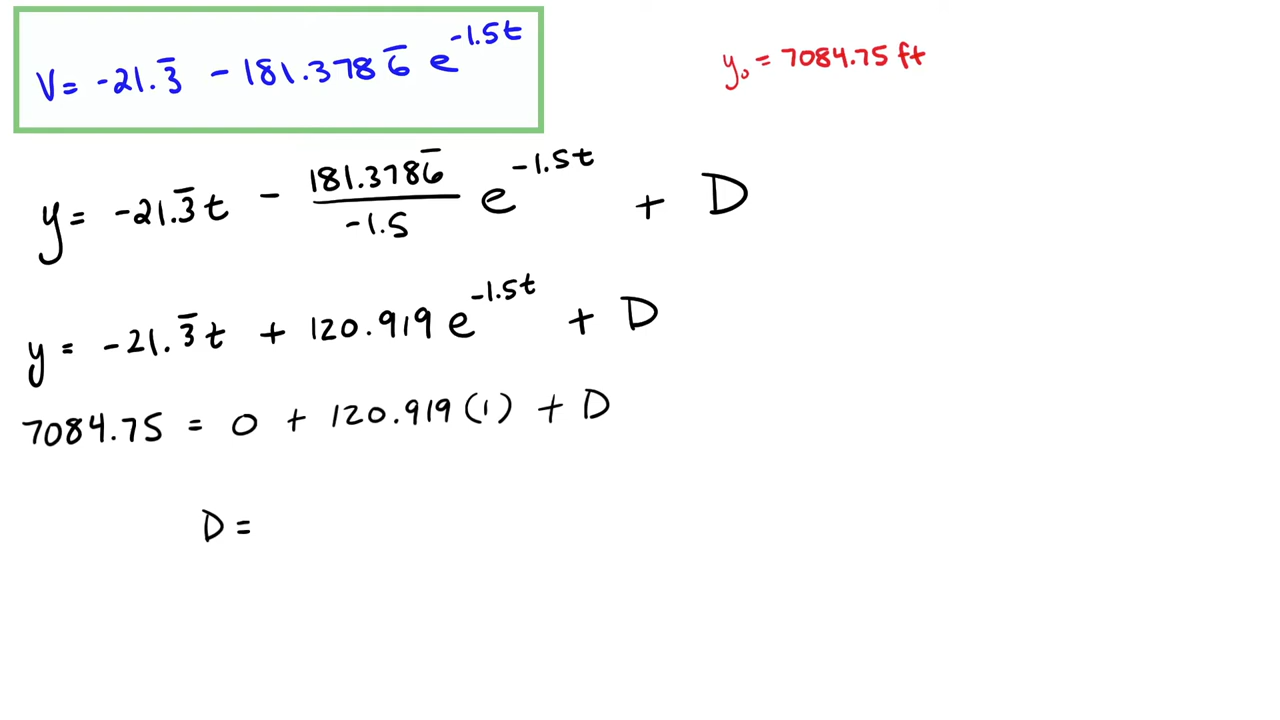 V = -21.3̅ - 181.3786̅ e^-1.5t
y₀ = 7084.75 ft
y = -21.3̅t - 181.3786̅/-1.5 e^-1.5t + D
y = -21.3̅t + 120.919 e^-1.5t + D
7084.75 = 0 + 120.919 (1) + D
D =